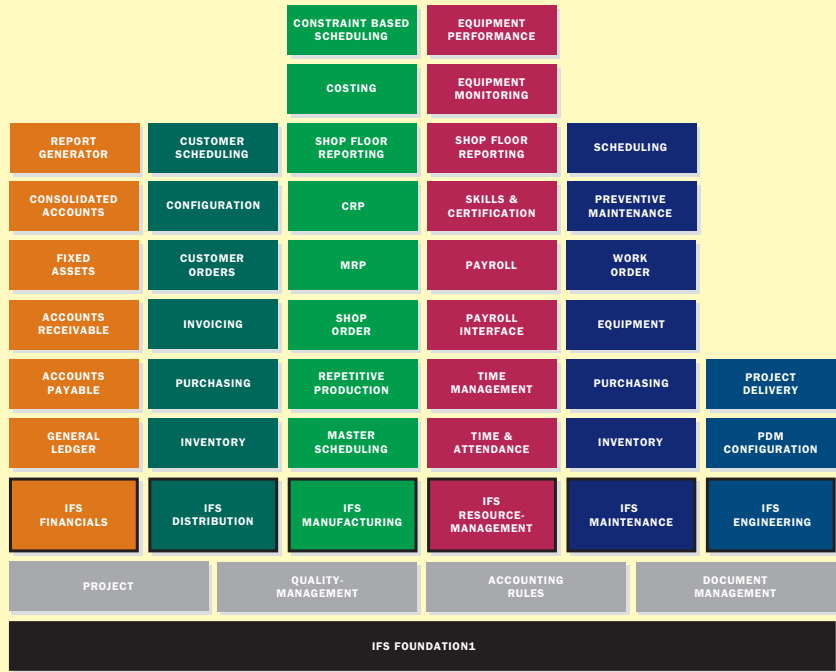 CONSTRAINT BASED
SCHEDULING
EQUIPMENT
PERFORMANCE
COSTING
EQUIPMENT
MONITORING
REPORT
GENERATOR
CUSTOMER
SCHEDULING
SHOP FLOOR
REPORTING
SHOP FLOOR
REPORTING
SCHEDULING
CONSOLIDATED
ACCOUNTS
CONFIGURATION
CRP
SKILLS &
CERTIFICATION
PREVENTIVE
MAINTENANCE
FIXED
ASSETS
CUSTOMER
ORDERS
MRP
PAYROLL
WORK
ORDER
ACCOUNTS
RECEIVABLE
INVOICING
SHOP
ORDER
PAYROLL
INTERFACE
EQUIPMENT
ACCOUNTS
PAYABLE
PURCHASING
REPETITIVE
PRODUCTION
TIME
MANAGEMENT
PURCHASING
PROJECT
DELIVERY
GENERAL
LEDGER
INVENTORY
MASTER
SCHEDULING
TIME &
ATTENDANCE
INVENTORY
PDM
CONFIGURATION
IFS
FINANCIALS
IFS
DISTRIBUTION
IFS
MANUFACTURING
IFS
RESOURCE-
MANAGEMENT
IFS
MAINTENANCE
IFS
ENGINEERING
PROJECT
QUALITY-
MANAGEMENT
ACCOUNTING
RULES
DOCUMENT
MANAGEMENT
IFS FOUNDATION1